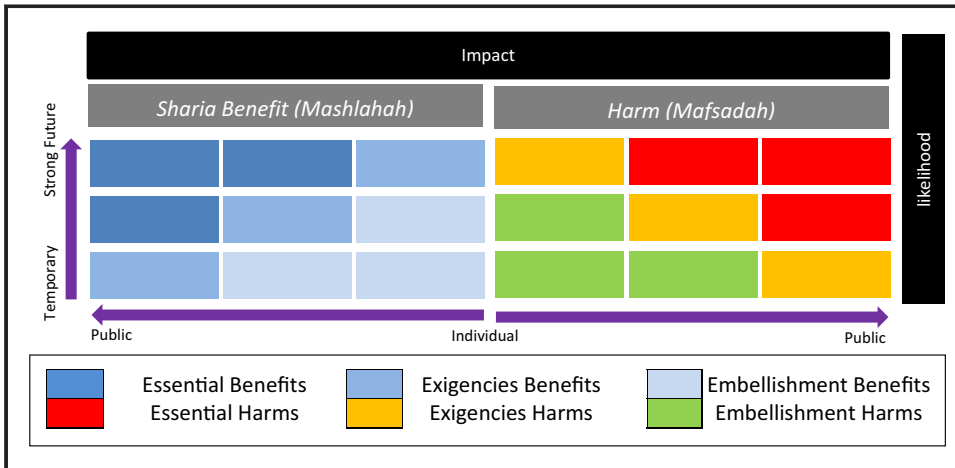 Impact
Sharia Benefit (Mashlahah)
Harm (Mafsadah)
likelihood
Strong Future
Temporary
Public
Individual
Public
Essential Benefits
Essential Harms
Exigencies Benefits
Exigencies Harms
Embellishment Benefits
Embellishment Harms